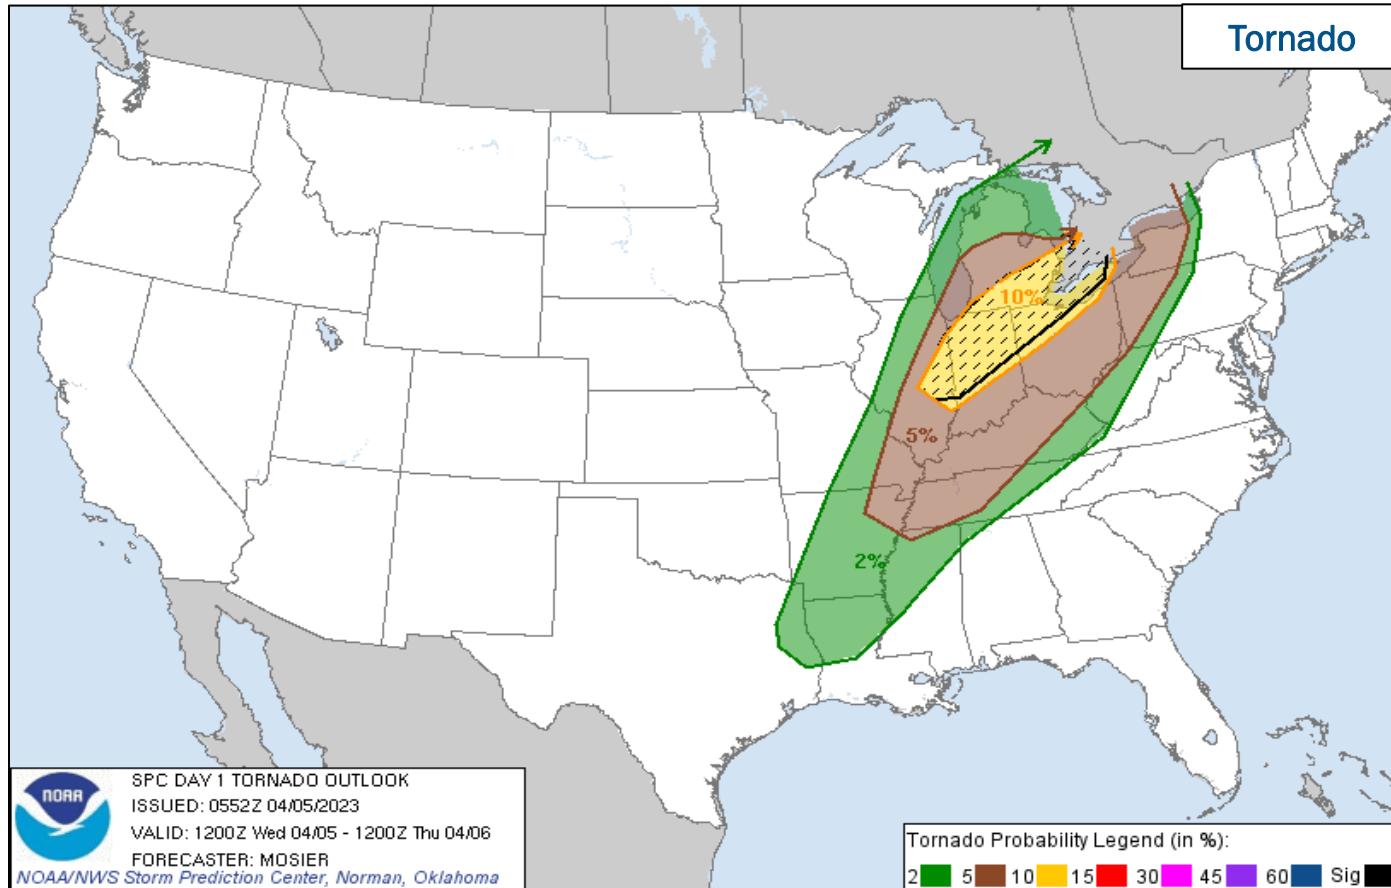 Tornado
10%
5%
2%
NOAA
SPC DAY 1 TORNADO OUTLOOK
ISSUED: 0552Z 04/05/2023
VALID: 1200Z Wed 04/05 - 1200Z Thu 04/06
FORECASTER: MOSIER
NOAA/NWS Storm Prediction Center, Norman, Oklahoma
Tornado Probability Legend (in %):
2 5 10 15 30 45 60 Sig